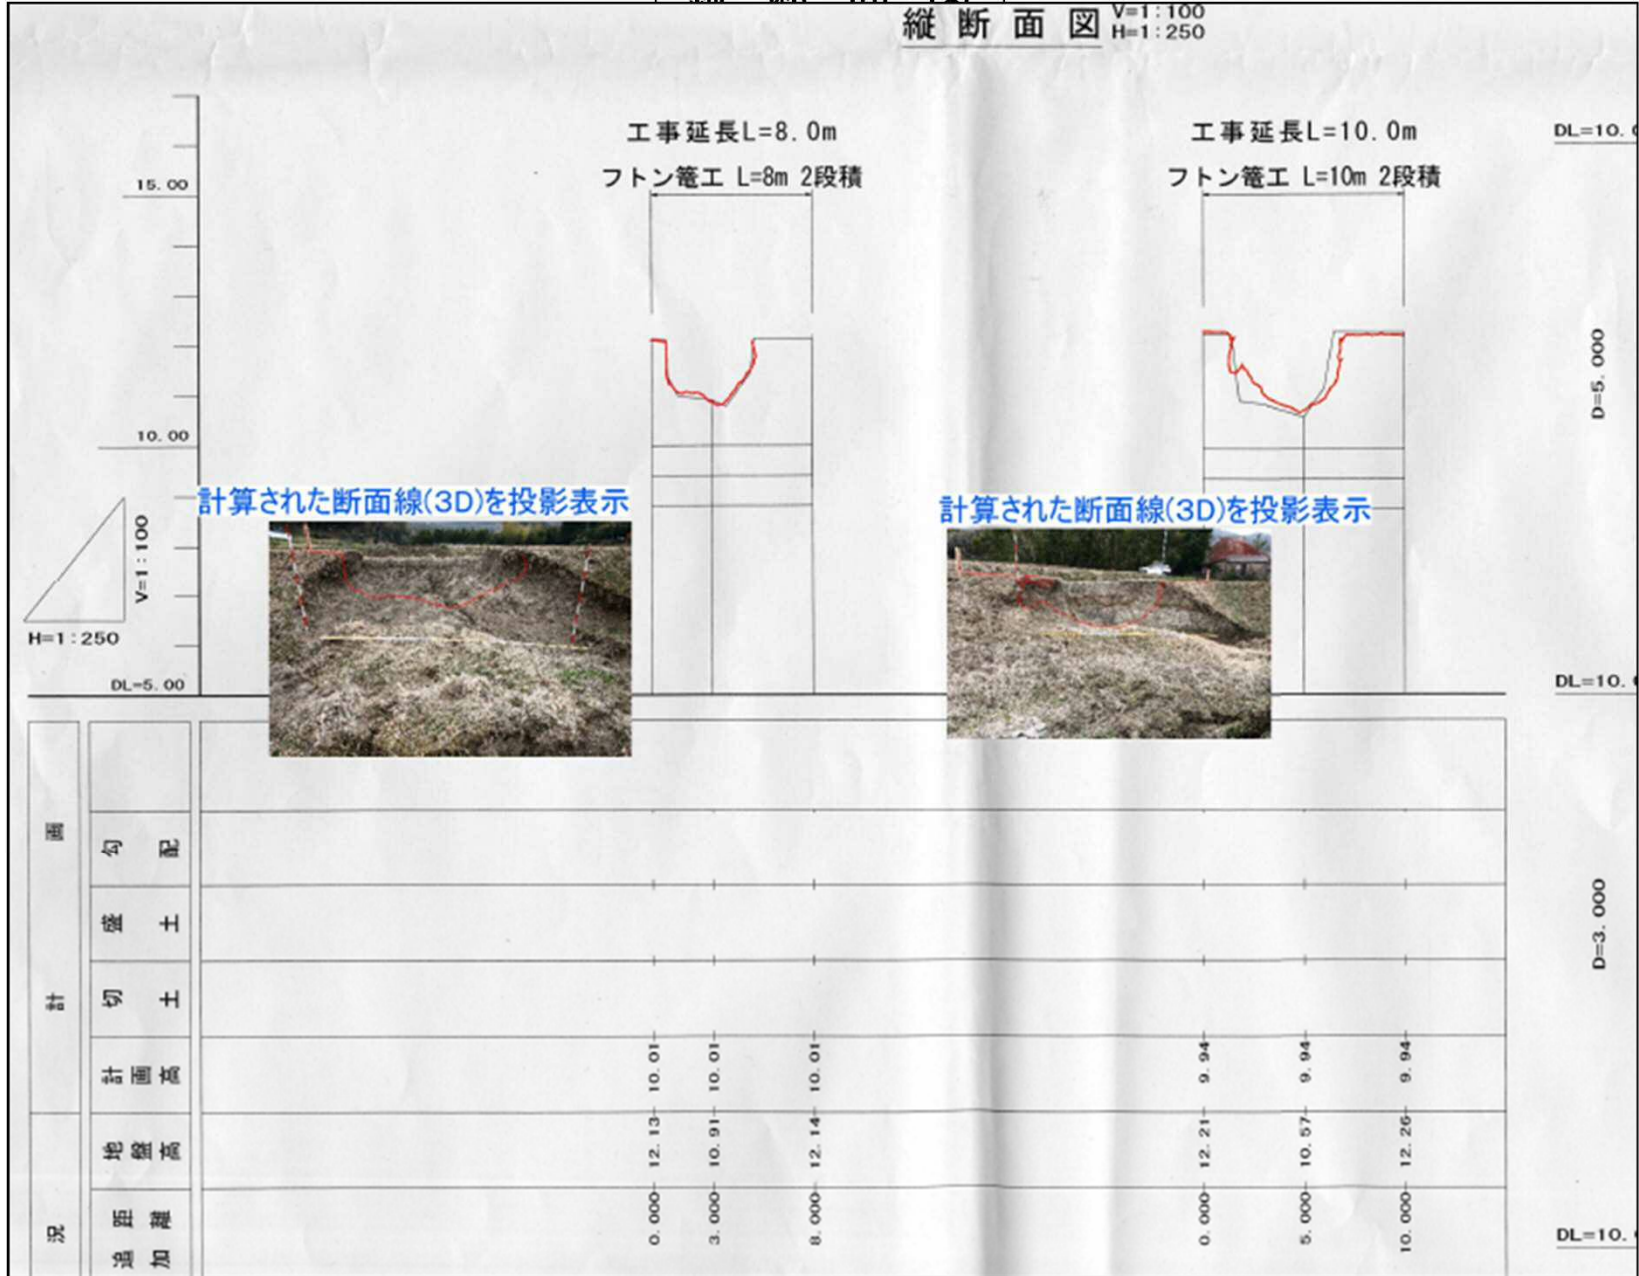 縦断面図 V=1:100
H=1:250
工事延長L=8.0m
工事延長L=10.0m
DL=10.
フトン篭工 L=8m 2段積
フトン篭工 L=10m 2段積
15.00
D=5.000
10.00
計算された断面線(3D)を投影表示
計算された断面線(3D)を投影表示
V=1:100
H=1:250
DL=5.00
DL=10.
D=3.000
計画
勾配
盛土
切土
計画高 10.01 10.01 10.01 9.94 9.94 9.94
地盤高 12.13 10.91 12.14 12.21 10.57 12.26
況
追加距離 0.000 3.000 8.000 0.000 5.000 10.000
DL=10.